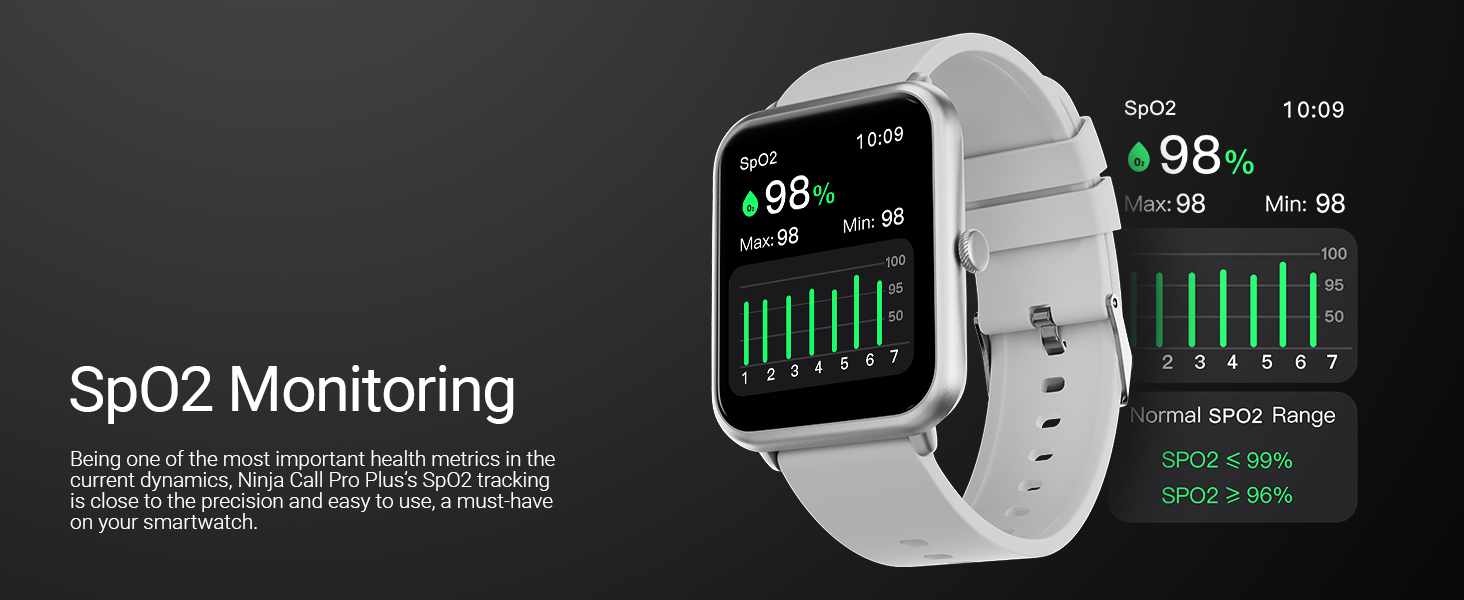 SpO2 Monitoring
Being one of the most important health metrics in the
current dynamics, Ninja Call Pro Plus's SpO2 tracking
is close to the precision and easy to use, a must-have
on your smartwatch.
SpO2 10:09
O₂ 98%
Max: 98 Min: 98
100
95
50
1 2 3 4 5 6 7
SpO2 10:09
O₂ 98%
Max: 98 Min: 98
100
95
50
2 3 4 5 6 7
Normal SPO2 Range
SPO2 ⩽ 99%
SPO2 ⩾ 96%